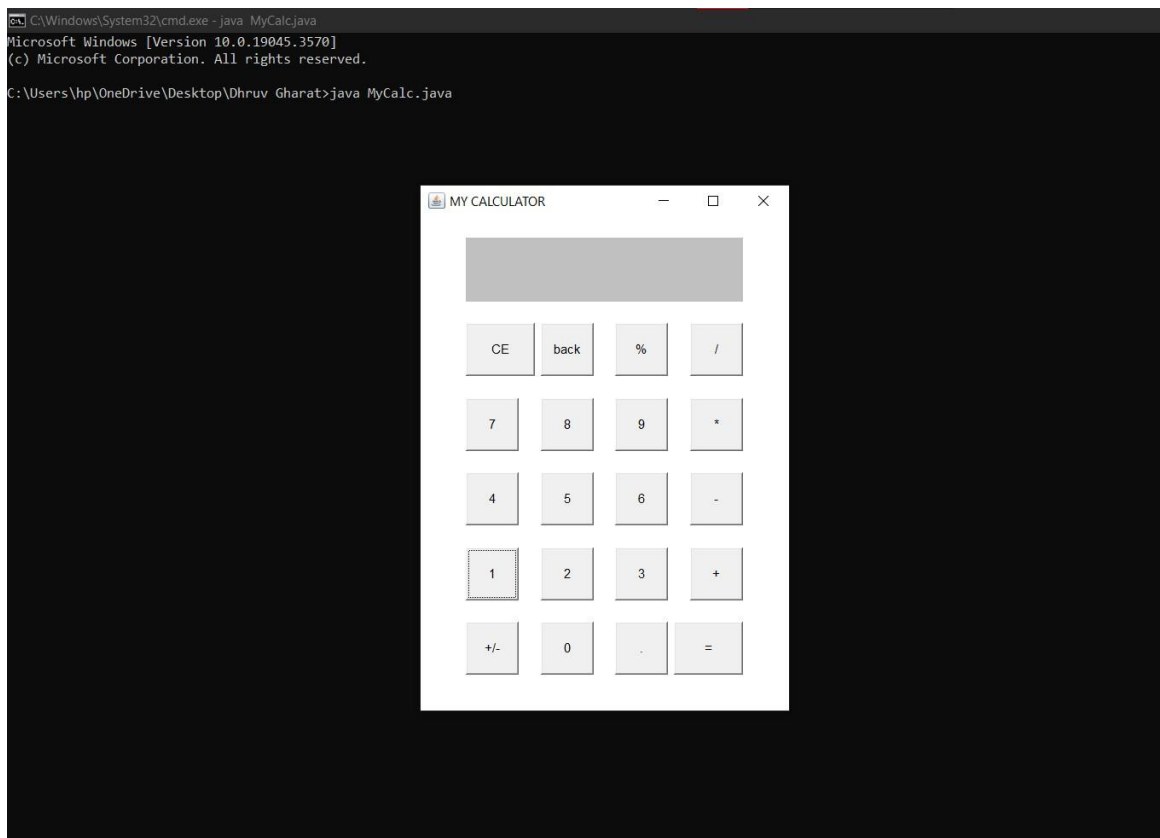 C:\Windows\System32\cmd.exe - java  MyCalc.java
Microsoft Windows [Version 10.0.19045.3570]
(c) Microsoft Corporation. All rights reserved.
C:\Users\hp\OneDrive\Desktop\Dhruv Gharat>java MyCalc.java
MY CALCULATOR
CE back % /
7 8 9 *
4 5 6 -
1 2 3 +
+/- 0 . =